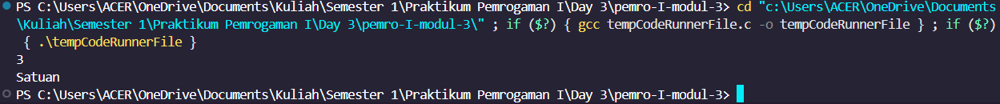 PS C:\Users\ACER\OneDrive\Documents\Kuliah\Semester 1\Praktikum Pemrogaman I\Day 3\pemro-I-modul-3> cd "c:\Users\ACER\OneDrive\Documents
\Kuliah\Semester 1\Praktikum Pemrogaman I\Day 3\pemro-I-modul-3\" ; if ($?) { gcc tempCodeRunnerFile.c -o tempCodeRunnerFile } ; if ($?)
{ .\tempCodeRunnerFile }
3
Satuan
PS C:\Users\ACER\OneDrive\Documents\Kuliah\Semester 1\Praktikum Pemrogaman I\Day 3\pemro-I-modul-3>